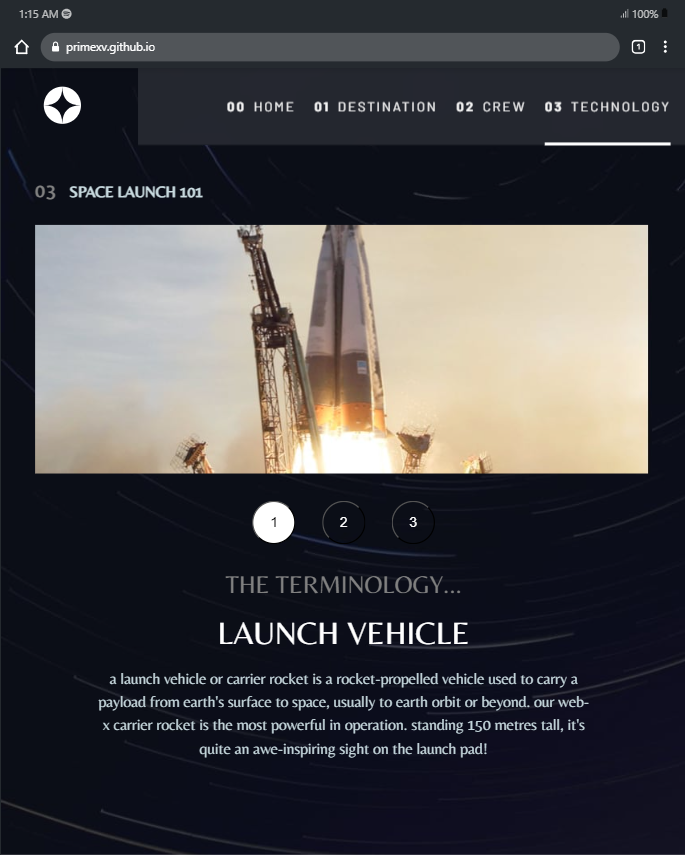 1:15 AM 100%
primexv.github.io 1
00 HOME 01 DESTINATION 02 CREW 03 TECHNOLOGY
03 SPACE LAUNCH 101
1 2 3
THE TERMINOLOGY...
LAUNCH VEHICLE
a launch vehicle or carrier rocket is a rocket-propelled vehicle used to carry a
payload from earth's surface to space, usually to earth orbit or beyond. our web-
x carrier rocket is the most powerful in operation. standing 150 metres tall, it's
quite an awe-inspiring sight on the launch pad!